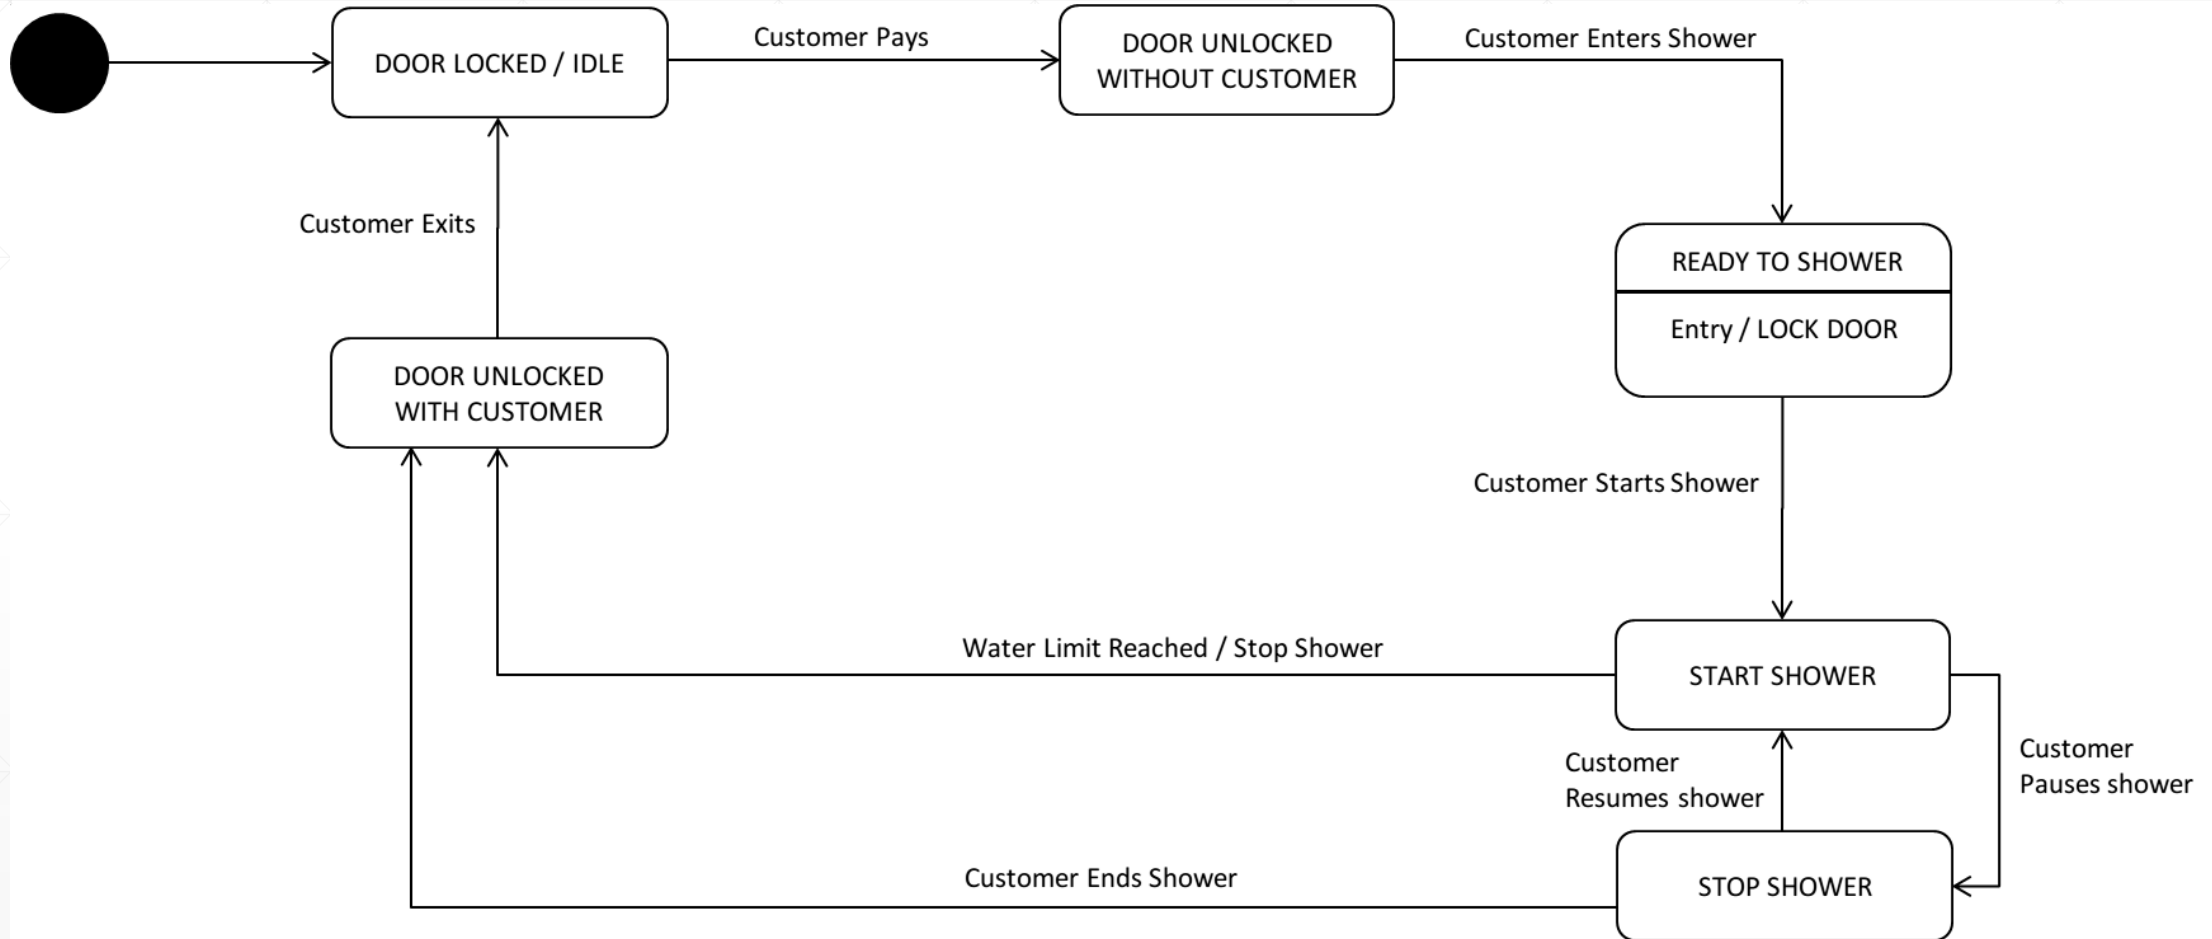 DOOR LOCKED / IDLE
Customer Pays
DOOR UNLOCKED
WITHOUT CUSTOMER
Customer Enters Shower
Customer Exits
READY TO SHOWER
Entry / LOCK DOOR
DOOR UNLOCKED
WITH CUSTOMER
Customer Starts Shower
Water Limit Reached / Stop Shower
START SHOWER
Customer
Resumes shower
Customer
Pauses shower
Customer Ends Shower
STOP SHOWER